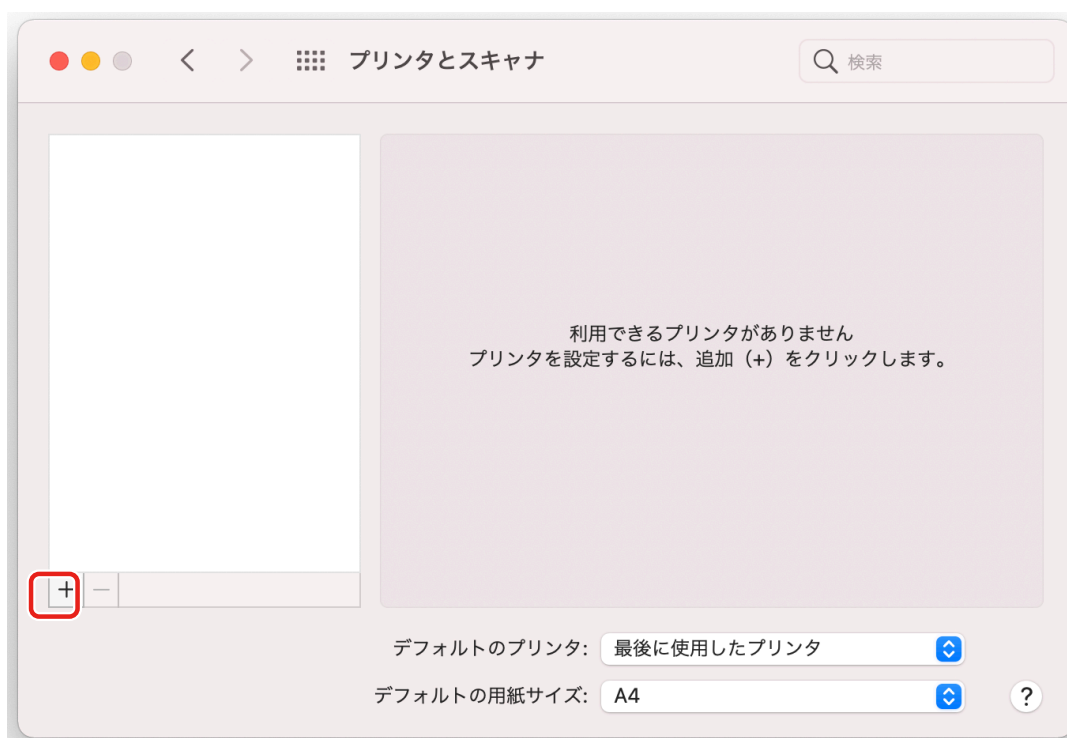 プリンタとスキャナ
検索
利用できるプリンタがありません
プリンタを設定するには、追加（+）をクリックします。
+
−
デフォルトのプリンタ: 最後に使用したプリンタ
デフォルトの用紙サイズ: A4
?